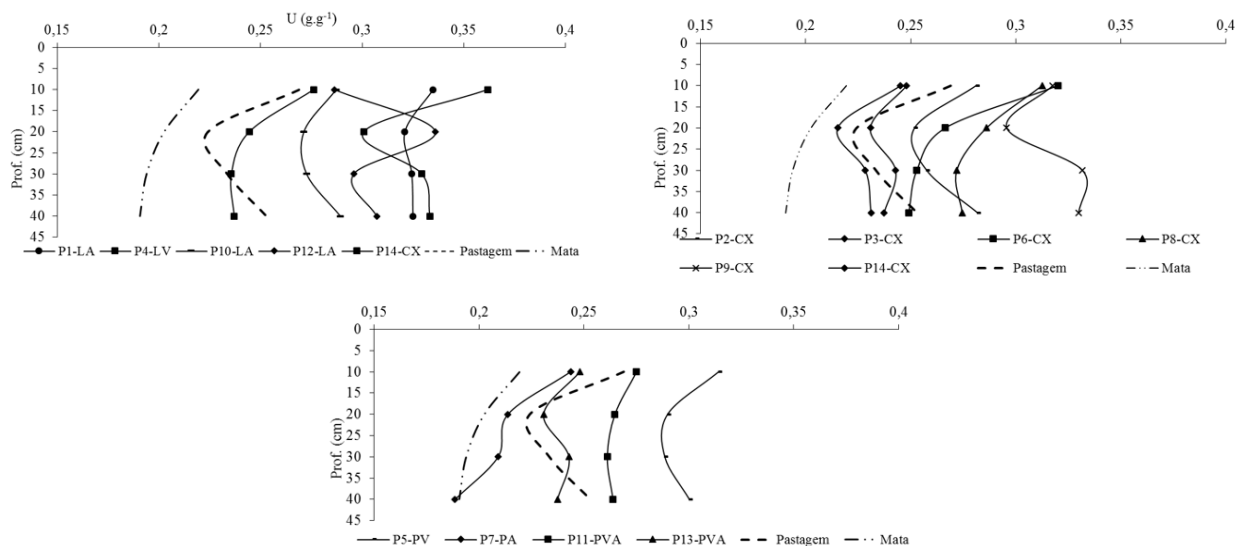 U (g.g-1)
0,15 0,2 0,25 0,3 0,35 0,4
Prof. (cm)
0
5
10
15
20
25
30
35
40
45
P1-LA P4-LV P10-LA P12-LA P14-CX Pastagem Mata
0,15 0,2 0,25 0,3 0,35 0,4
Prof. (cm)
0
5
10
15
20
25
30
35
40
45
P2-CX P3-CX P6-CX P8-CX
P9-CX P14-CX Pastagem Mata
0,15 0,2 0,25 0,3 0,35 0,4
Prof. (cm)
0
5
10
15
20
25
30
35
40
45
P5-PV P7-PA P11-PVA P13-PVA Pastagem Mata